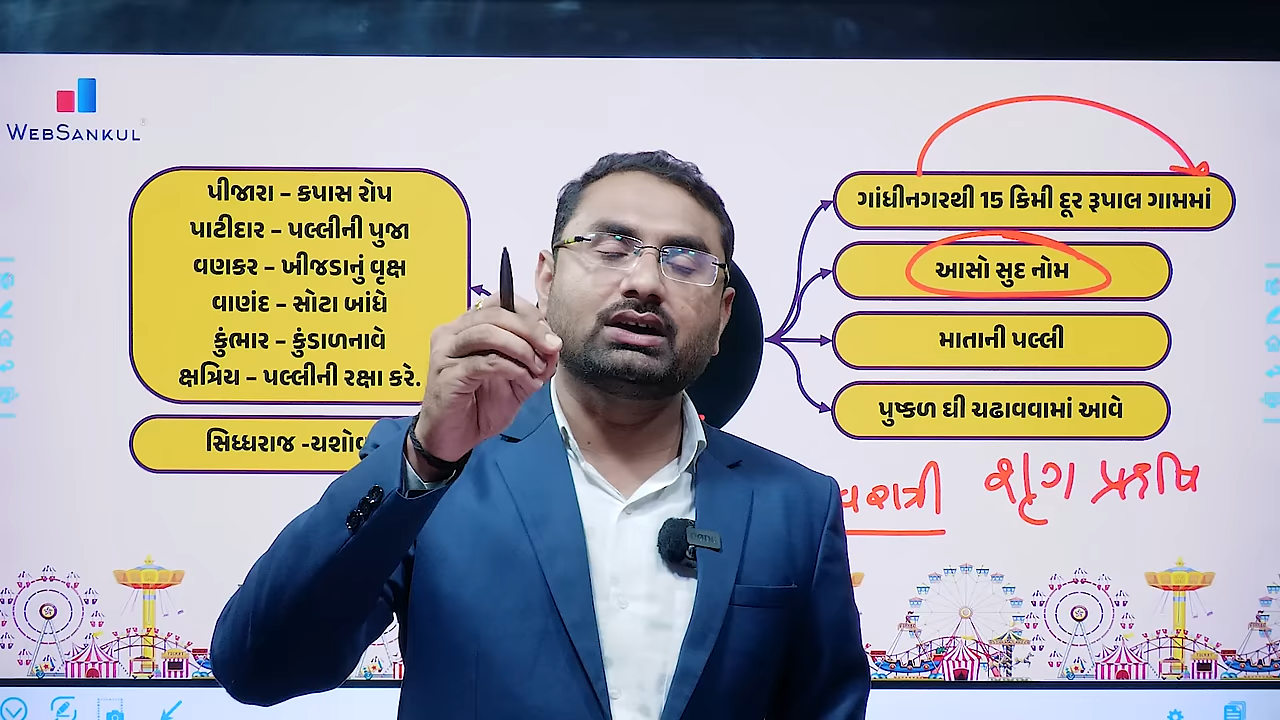 WEBSANKUL
પીજારા – કપાસ રોપ
પાટીદાર – પલ્લીની પુજા
વણકર – ખીજડાનું વૃક્ષ
વાણંદ – સોટા બાંધે
કુંભાર – કુંડાળનાવે
ક્ષત્રિય – પલ્લીની રક્ષા કરે.
સિધ્ધરાજ -યશોવ
ગાંધીનગરથી 15 કિમી દૂર રૂપાલ ગામમાં
આસો સુદ નોમ
માતાની પલ્લી
પુષ્કળ ઘી ચઢાવવામાં આવે
વરાત્રી શૃંગ